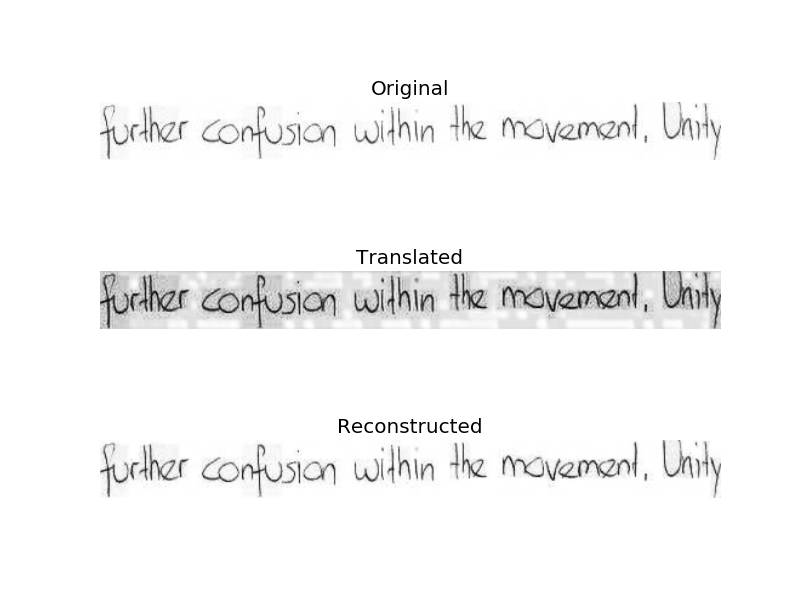 Original
further confusion within the movement. Unity
Translated
further confusion within the movement. Unity
Reconstructed
further confusion within the movement. Unity